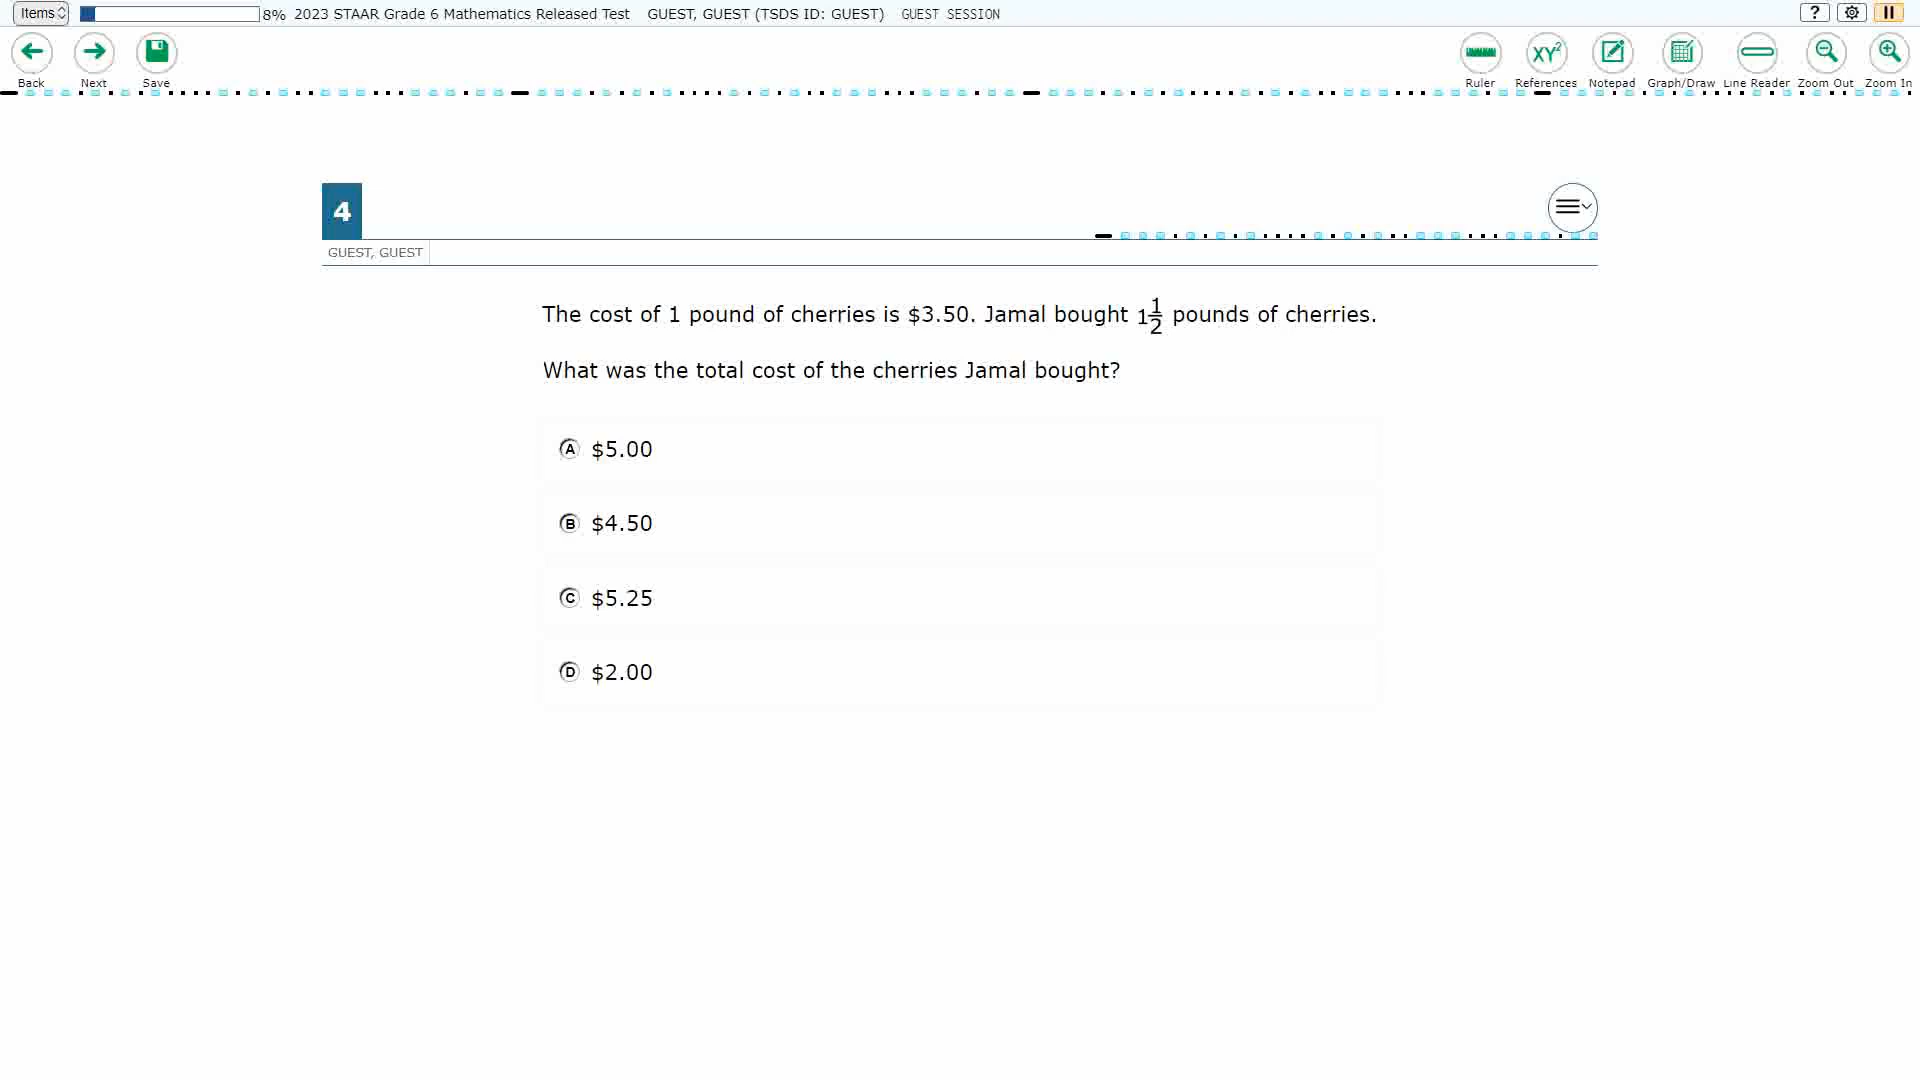 Items 8% 2023 STAAR Grade 6 Mathematics Released Test GUEST, GUEST (TSDS ID: GUEST) GUEST SESSION ?
Back Next Save Ruler XY² References Notepad Graph/Draw Line Reader Zoom Out Zoom In
4
GUEST, GUEST
The cost of 1 pound of cherries is $3.50. Jamal bought 1 1/2 pounds of cherries.
What was the total cost of the cherries Jamal bought?
A $5.00
B $4.50
C $5.25
D $2.00